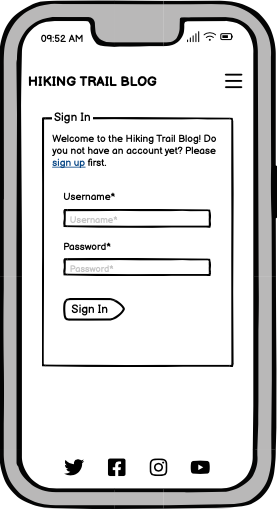 09:52 AM
HIKING TRAIL BLOG
Sign In
Welcome to the Hiking Trail Blog! Do
you not have an account yet? Please
sign up first.
Username*
Username*
Password*
Password*
Sign In